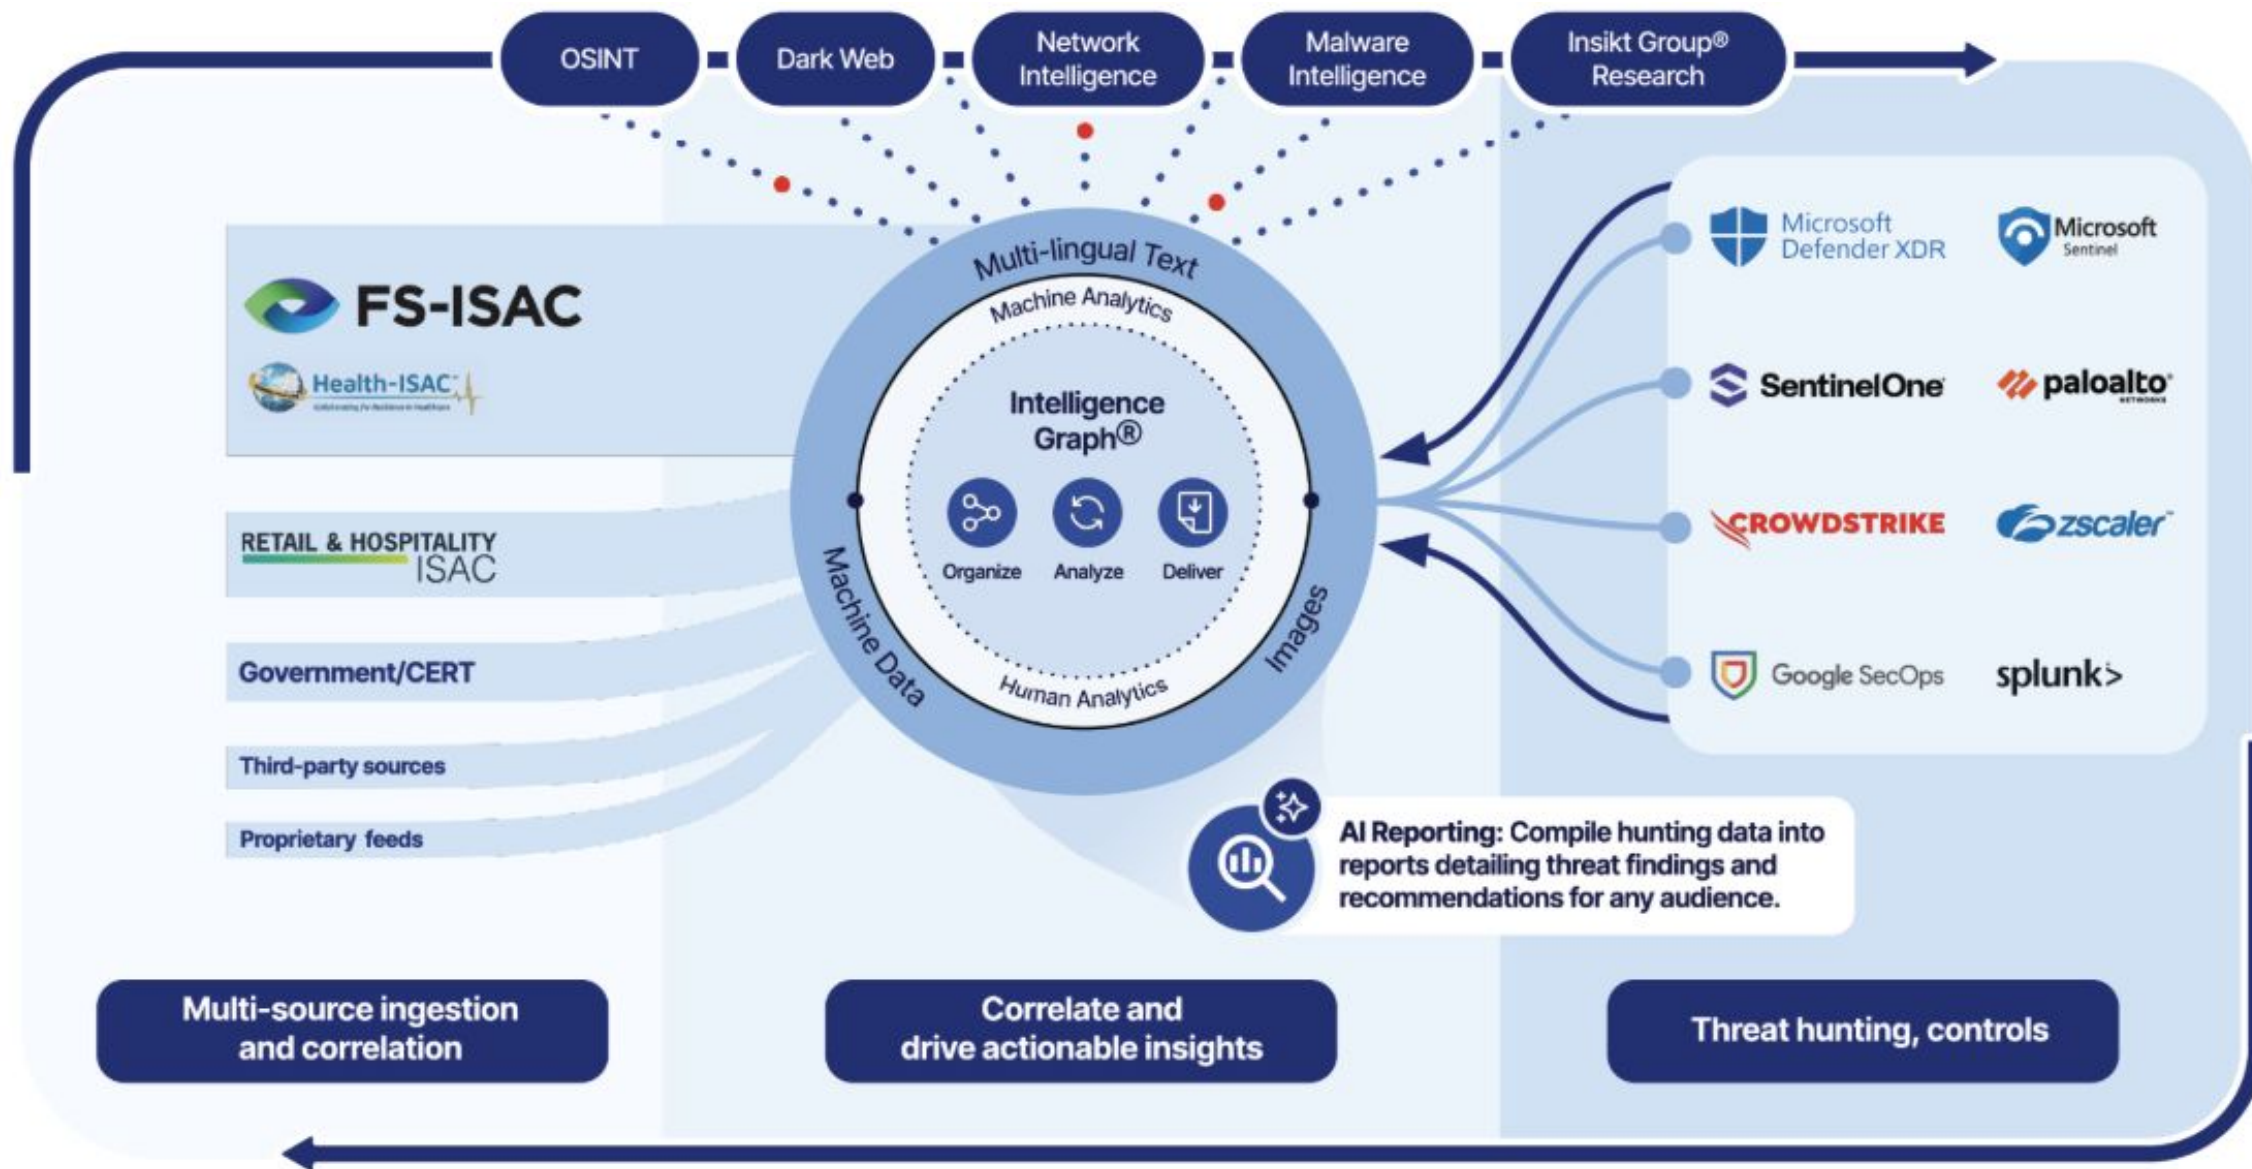 OSINT
Dark Web
Network
Intelligence
Malware
Intelligence
Insikt Group®
Research
FS-ISAC
Health-ISAC™
RETAIL & HOSPITALITY
ISAC
Government/CERT
Third-party sources
Proprietary feeds
Multi-lingual Text
Machine Analytics
Intelligence
Graph®
Organize
Analyze
Deliver
Human Analytics
Machine Data
Images
Microsoft
Defender XDR
Microsoft
Sentinel
SentinelOne
paloalto
NETWORKS
CROWDSTRIKE
zscaler™
Google SecOps
splunk>
AI Reporting: Compile hunting data into
reports detailing threat findings and
recommendations for any audience.
Multi-source ingestion
and correlation
Correlate and
drive actionable insights
Threat hunting, controls